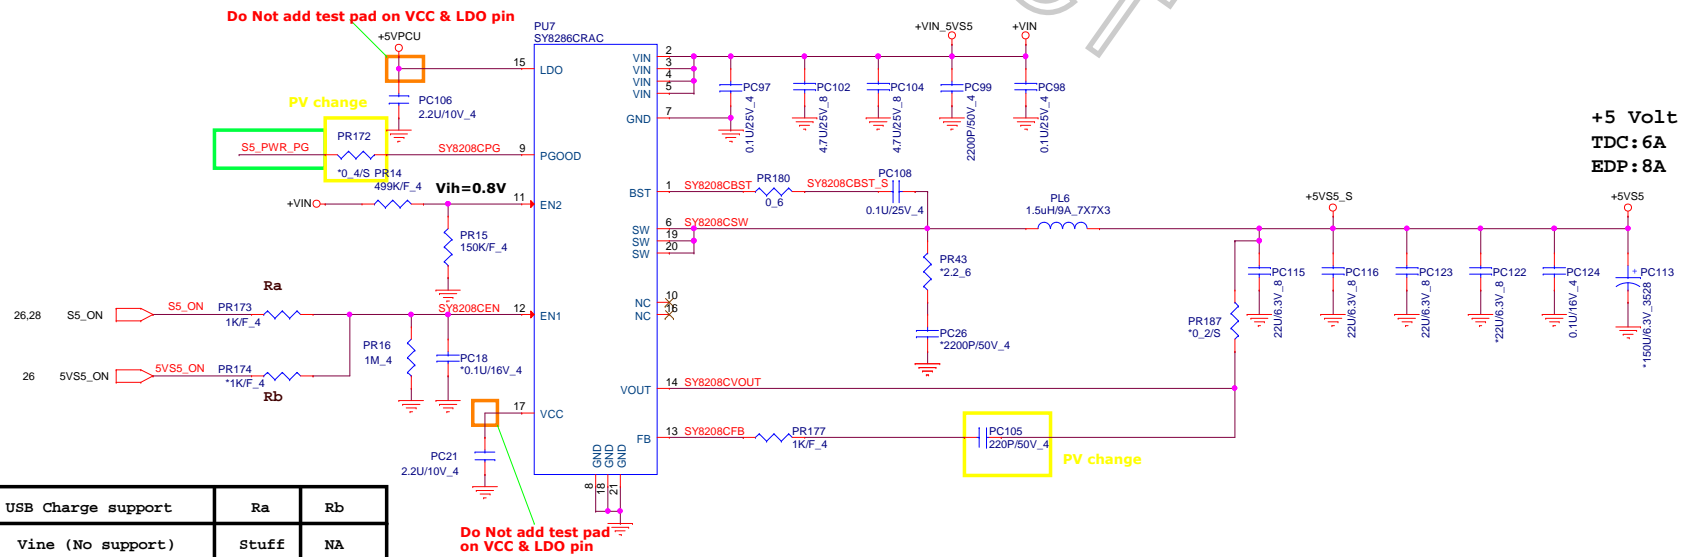 Do Not add test pad on VCC & LDO pin
+5VPCU
PU7
SY8286CRAC
+VIN_5VS5
+VIN
15
LDO
VIN
VIN
VIN
VIN
2
3
4
5
PC106
2.2U/10V_4
PV change
GND
7
PC97
0.1U/25V_4
PC102
4.7U/25V_8
PC104
4.7U/25V_8
PC99
2200P/50V_4
PC98
0.1U/25V_4
+5 Volt
TDC:6A
EDP:8A
PR172
S5_PWR_PG
SY8208CPG
9
PGOOD
*0_4/S
PR14
499K/F_4
Vih=0.8V
+VIN
11
EN2
BST
1
SY8208CBST
PR180
0_6
SY8208CBST_S
PC108
0.1U/25V_4
PR15
150K/F_4
SW
SW
SW
6
19
20
SY8208CSW
PL6
1.5uH/9A_7X7X3
+5VS5_S
+5VS5
PR43
*2.2_6
PC26
*2200P/50V_4
PC115
22U/6.3V_8
PC116
22U/6.3V_8
PC123
22U/6.3V_8
PC122
*22U/6.3V_8
PC124
0.1U/16V_4
+
PC113
*150U/6.3V_3528
Ra
26,28
S5_ON
S5_ON
PR173
1K/F_4
SY8208CEN
12
EN1
NC
NC
10
16
PR187
*0_2/S
PR16
1M_4
PC18
*0.1U/16V_4
26
5VS5_ON
5VS5_ON
PR174
*1K/F_4
Rb
VOUT
14
SY8208CVOUT
17
VCC
FB
13
SY8208CFB
PR177
1K/F_4
PC105
220P/50V_4
PV change
PC21
2.2U/10V_4
GND
GND
GND
8
18
21
Do Not add test pad
on VCC & LDO pin
USB Charge support Ra Rb
Vine (No support) Stuff NA